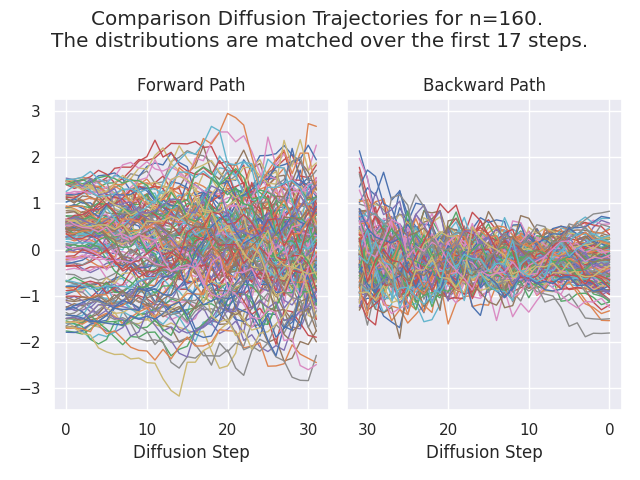 Comparison Diffusion Trajectories for n=160.
The distributions are matched over the first 17 steps.
Forward Path
Backward Path
3
2
1
0
−1
−2
−3
0 10 20 30
30 20 10 0
Diffusion Step
Diffusion Step